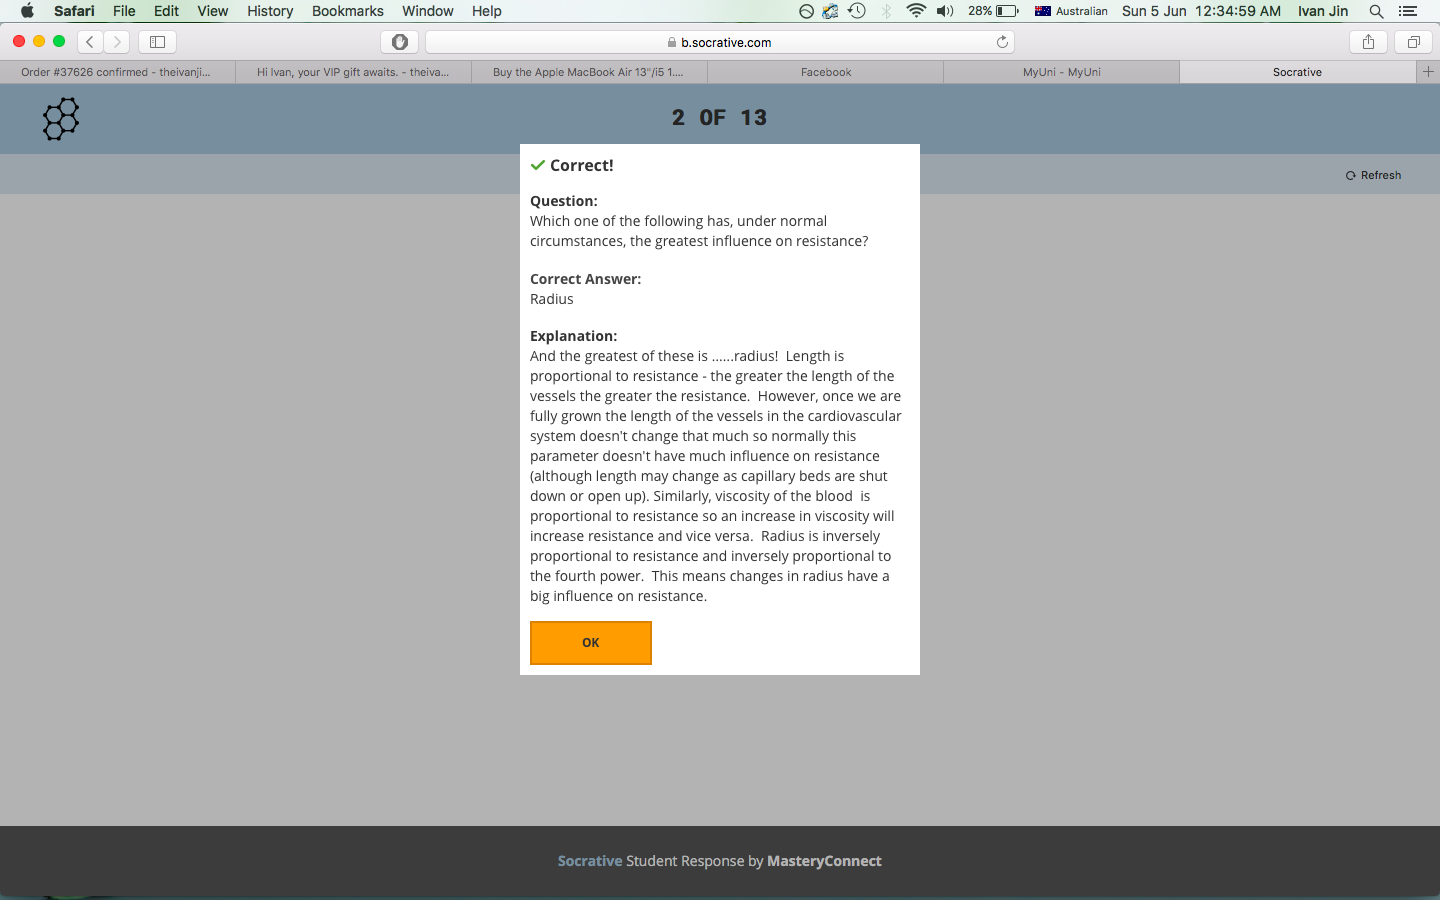 Safari File Edit View History Bookmarks Window Help 28% Australian Sun 5 Jun 12:34:59 AM Ivan Jin
b.socrative.com
Order #37626 confirmed - theivanji... Hi Ivan, your VIP gift awaits. - theiva... Buy the Apple MacBook Air 13"/i5 1.... Facebook MyUni - MyUni Socrative
2 OF 13
Refresh
Correct!
Question:
Which one of the following has, under normal
circumstances, the greatest influence on resistance?
Correct Answer:
Radius
Explanation:
And the greatest of these is ......radius!  Length is
proportional to resistance - the greater the length of the
vessels the greater the resistance.  However, once we are
fully grown the length of the vessels in the cardiovascular
system doesn't change that much so normally this
parameter doesn't have much influence on resistance
(although length may change as capillary beds are shut
down or open up). Similarly, viscosity of the blood  is
proportional to resistance so an increase in viscosity will
increase resistance and vice versa.  Radius is inversely
proportional to resistance and inversely proportional to
the fourth power.  This means changes in radius have a
big influence on resistance.
OK
Socrative Student Response by MasteryConnect